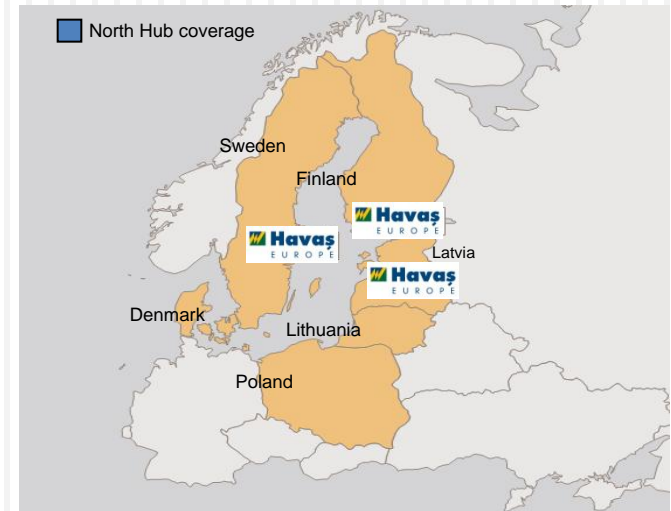 North Hub coverage
Sweden
Finland
Havaş
EUROPE
Latvia
Havaş
EUROPE
Havaş
EUROPE
Denmark
Lithuania
Poland